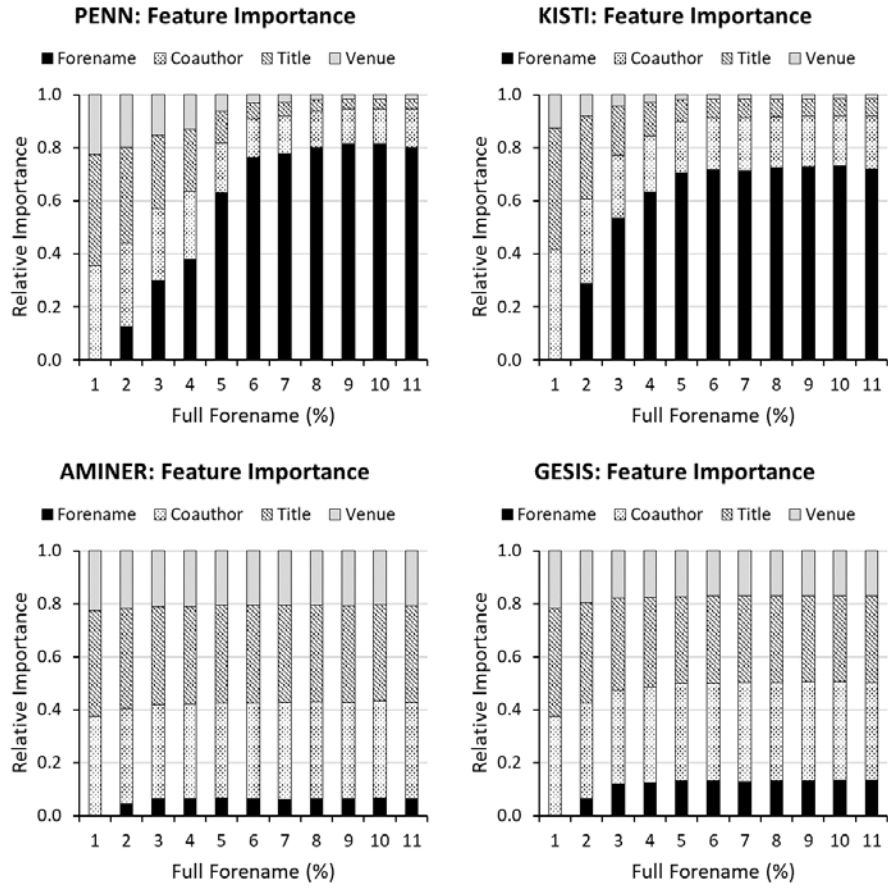 PENN: Feature Importance
■ Forename Coauthor Title Venue
Relative Importance
1.0
0.8
0.6
0.4
0.2
0.0
1 2 3 4 5 6 7 8 9 10 11
Full Forename (%)
KISTI: Feature Importance
■ Forename Coauthor Title Venue
Relative Importance
1.0
0.8
0.6
0.4
0.2
0.0
1 2 3 4 5 6 7 8 9 10 11
Full Forename (%)
AMINER: Feature Importance
■ Forename Coauthor Title Venue
Relative Importance
1.0
0.8
0.6
0.4
0.2
0.0
1 2 3 4 5 6 7 8 9 10 11
Full Forename (%)
GESIS: Feature Importance
■ Forename Coauthor Title Venue
Relative Importance
1.0
0.8
0.6
0.4
0.2
0.0
1 2 3 4 5 6 7 8 9 10 11
Full Forename (%)